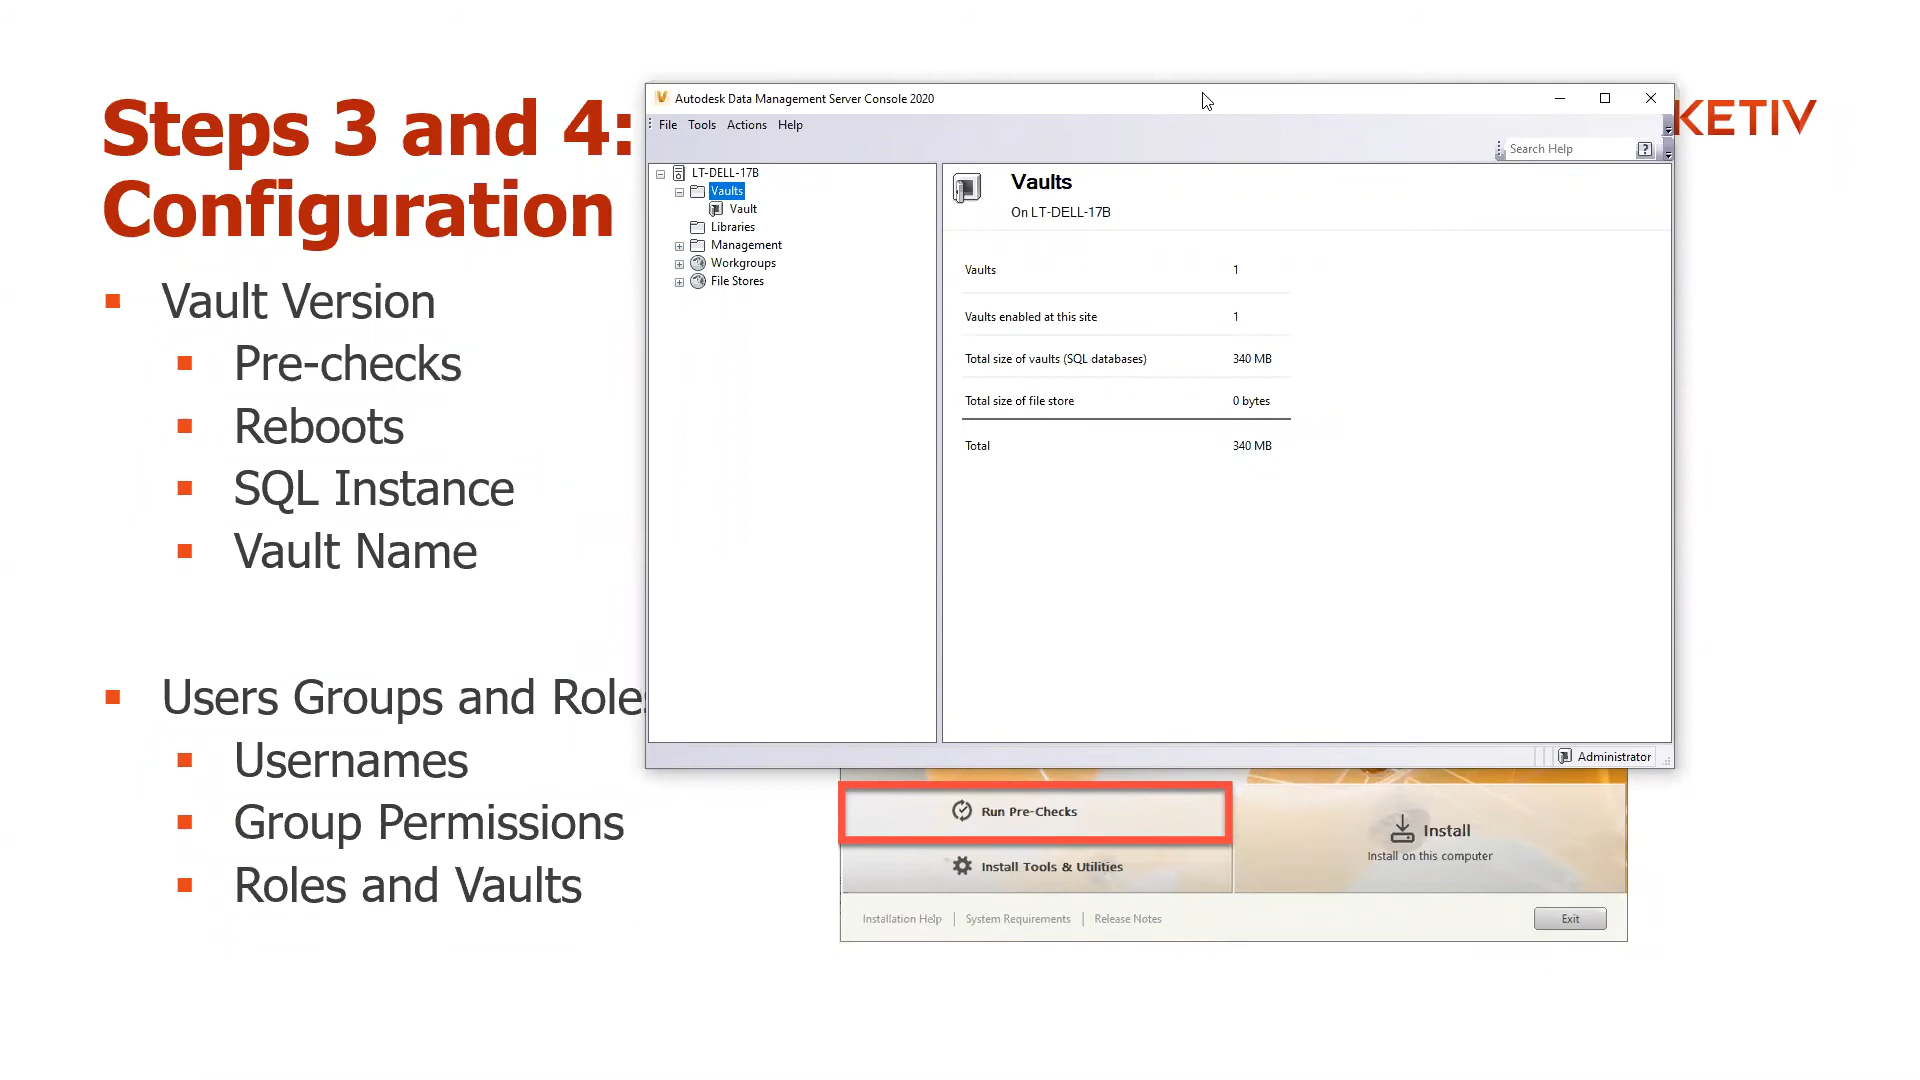 Steps 3 and 4:
Configuration
Vault Version
Pre-checks
Reboots
SQL Instance
Vault Name
Users Groups and Roles
Usernames
Group Permissions
Roles and Vaults
KETIV
Autodesk Data Management Server Console 2020
File Tools Actions Help
Search Help ?
LT-DELL-17B
Vaults
Vault
Libraries
Management
Workgroups
File Stores
Vaults
On LT-DELL-17B
Vaults 1
Vaults enabled at this site 1
Total size of vaults (SQL databases) 340 MB
Total size of file store 0 bytes
Total 340 MB
Administrator
Run Pre-Checks
Install Tools & Utilities
Install
Install on this computer
Installation Help | System Requirements | Release Notes
Exit